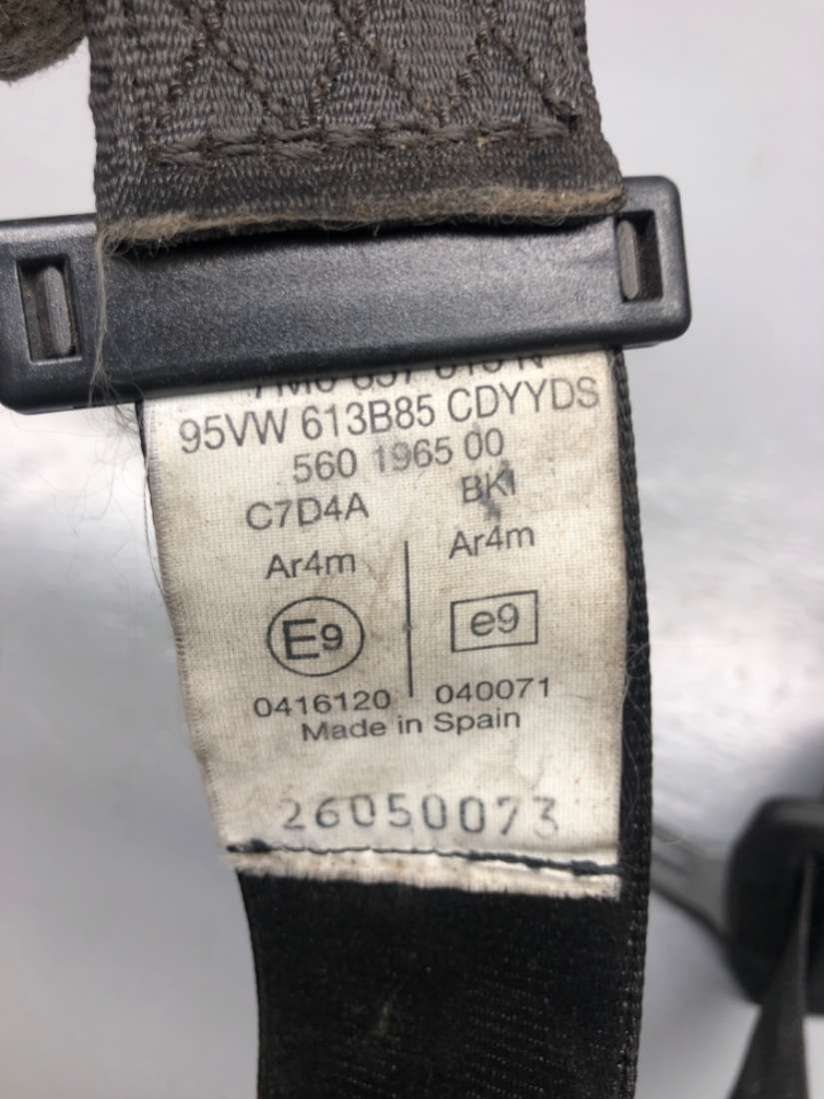 95VW 613B85 CDYYDS
560 1965 00
C7D4A BKI
Ar4m Ar4m
E9 e9
0416120 040071
Made in Spain
26050073